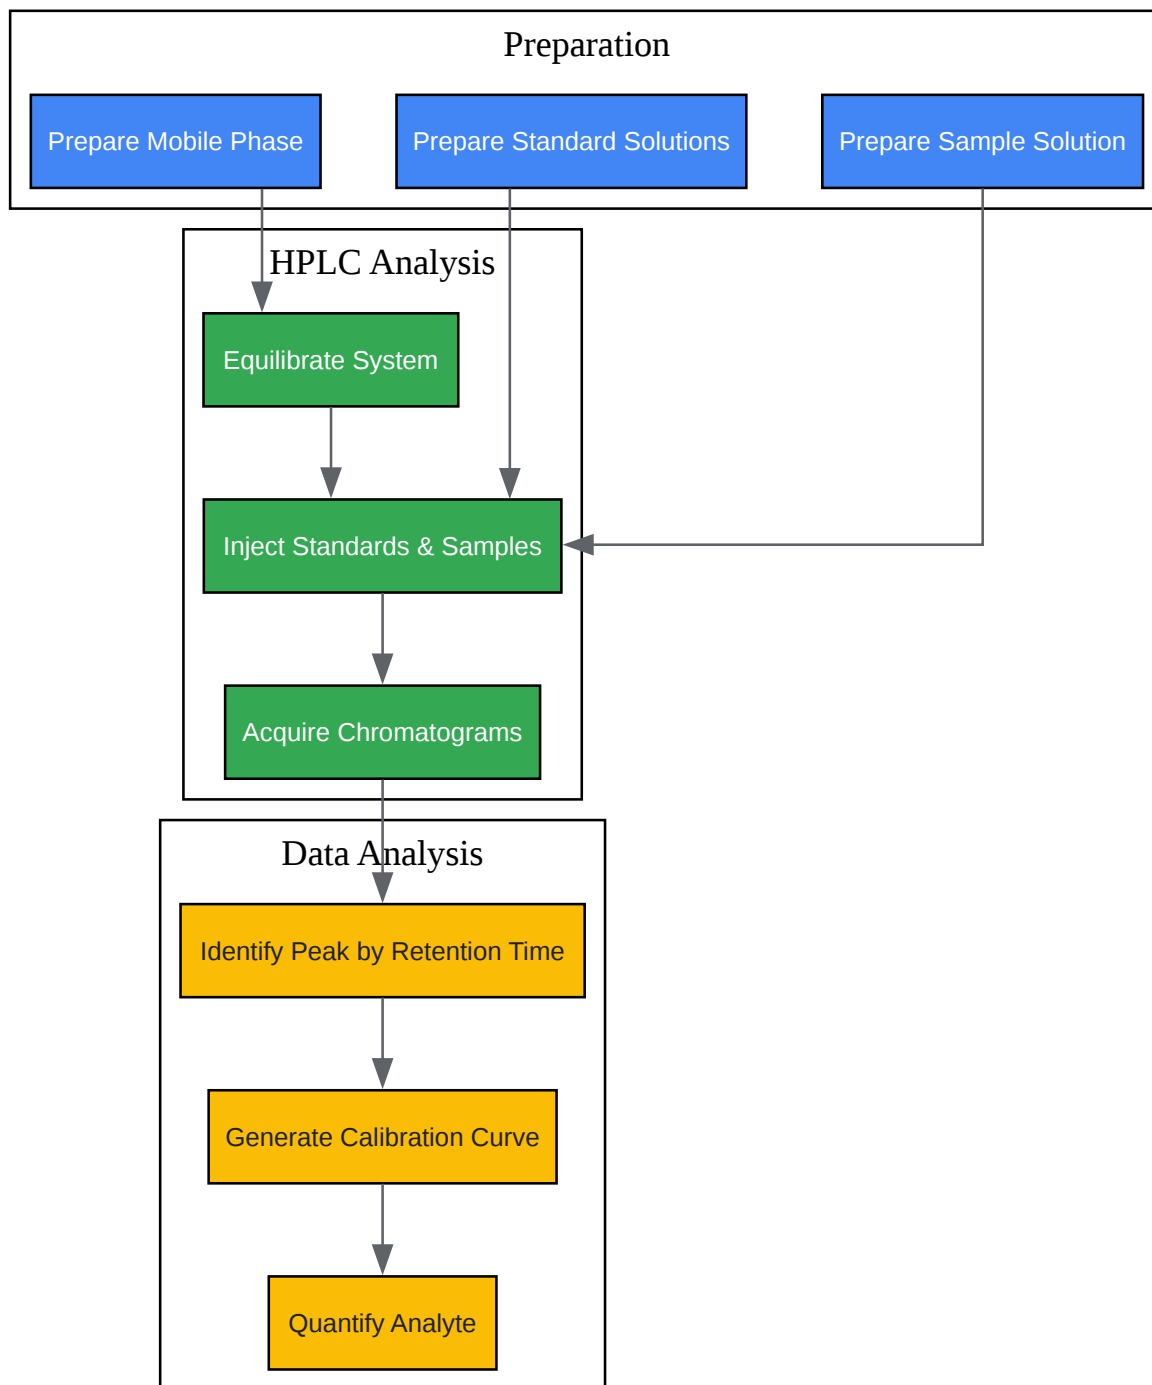 Preparation
Prepare Mobile Phase
Prepare Standard Solutions
Prepare Sample Solution
HPLC Analysis
Equilibrate System
Inject Standards & Samples
Acquire Chromatograms
Data Analysis
Identify Peak by Retention Time
Generate Calibration Curve
Quantify Analyte